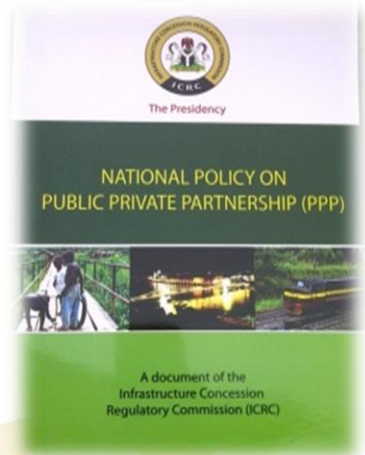 ICRC
The Presidency
NATIONAL POLICY ON
PUBLIC PRIVATE PARTNERSHIP (PPP)
A document of the
Infrastructure Concession
Regulatory Commission (ICRC)